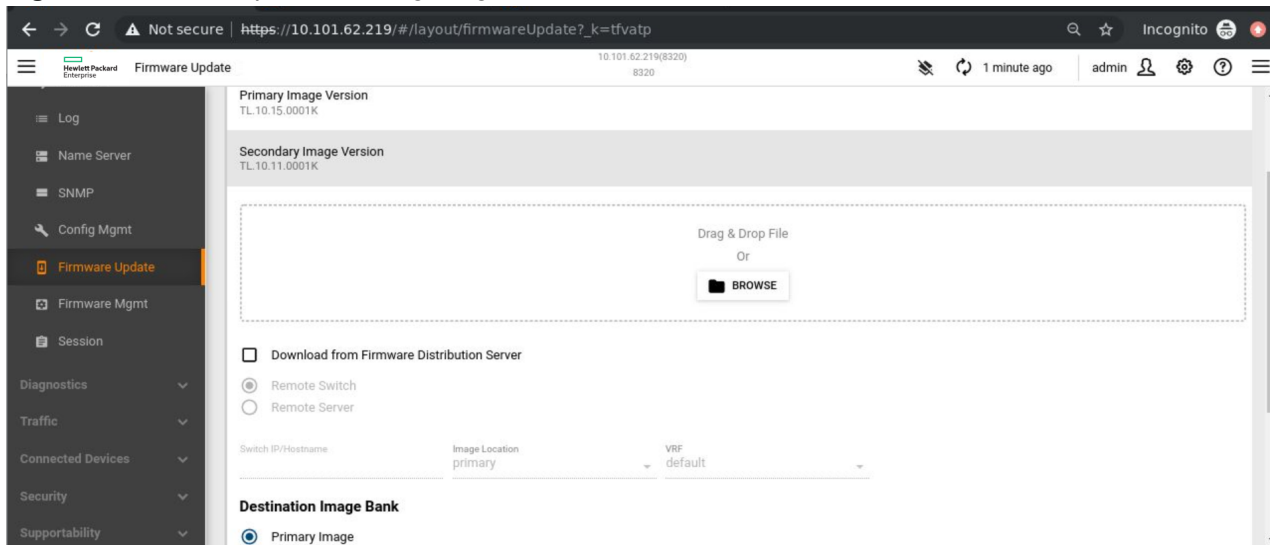 Not secure https://10.101.62.219/#/layout/firmwareUpdate?_k=tfvatp Incognito
Hewlett Packard
Enterprise
Firmware Update
10.101.62.219(8320)
8320
1 minute ago
admin
Log
Name Server
SNMP
Config Mgmt
Firmware Update
Firmware Mgmt
Session
Diagnostics
Traffic
Connected Devices
Security
Supportability
Primary Image Version
TL.10.15.0001K
Secondary Image Version
TL.10.11.0001K
Drag & Drop File
Or
BROWSE
Download from Firmware Distribution Server
Remote Switch
Remote Server
Switch IP/Hostname
Image Location
primary
VRF
default
Destination Image Bank
Primary Image